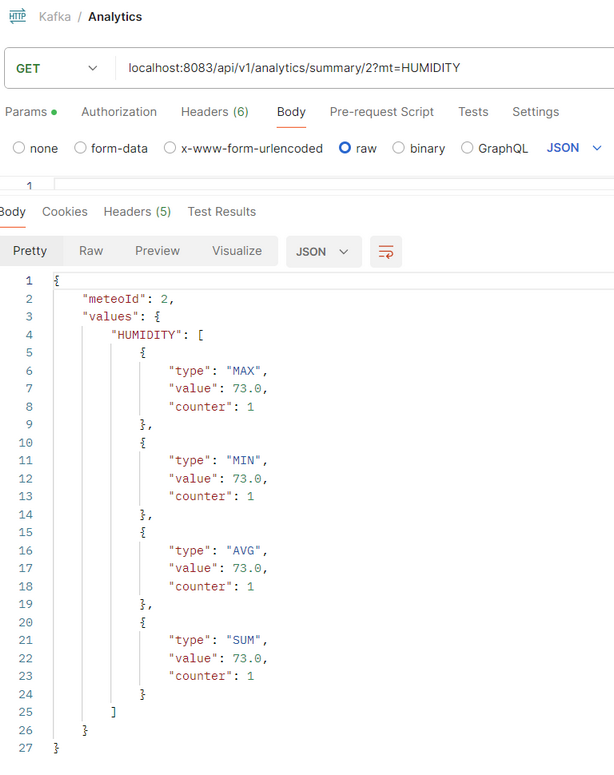 HTTP Kafka / Analytics
GET localhost:8083/api/v1/analytics/summary/2?mt=HUMIDITY
Params Authorization Headers (6) Body Pre-request Script Tests Settings
none form-data x-www-form-urlencoded raw binary GraphQL JSON
1
Body Cookies Headers (5) Test Results
Pretty Raw Preview Visualize JSON
1 {
2 "meteoId": 2,
3 "values": {
4 "HUMIDITY": [
5 {
6 "type": "MAX",
7 "value": 73.0,
8 "counter": 1
9 },
10 {
11 "type": "MIN",
12 "value": 73.0,
13 "counter": 1
14 },
15 {
16 "type": "AVG",
17 "value": 73.0,
18 "counter": 1
19 },
20 {
21 "type": "SUM",
22 "value": 73.0,
23 "counter": 1
24 }
25 ]
26 }
27 }